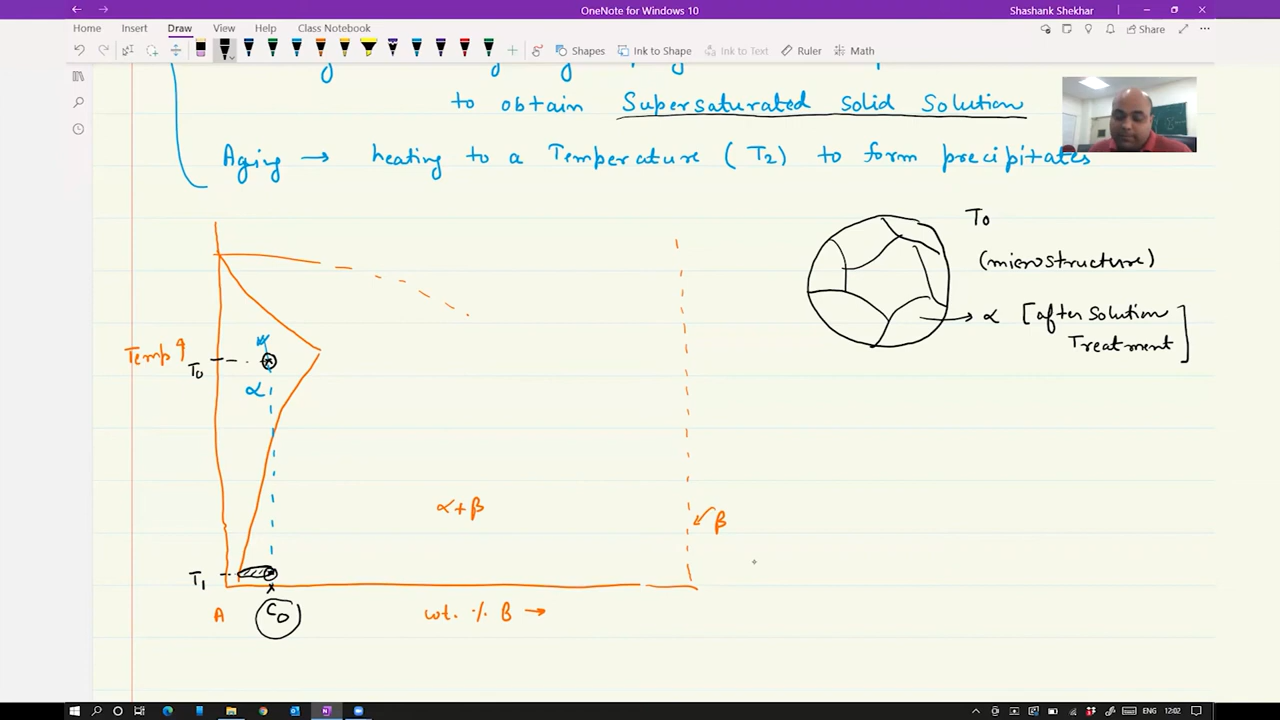 OneNote for Windows 10
Shashank Shekhar
Home Insert Draw View Help Class Notebook
Shapes Ink to Shape Ink to Text Ruler Math
Share
to obtain Supersaturated solid Solution
Aging → heating to a Temperature (T2) to form precipitates
T0
(microstructure)
α [after Solution
Treatment]
Temp ↑
T0
α
α+β
β
T1
A
C0
wt. % B →
ENG 12:02